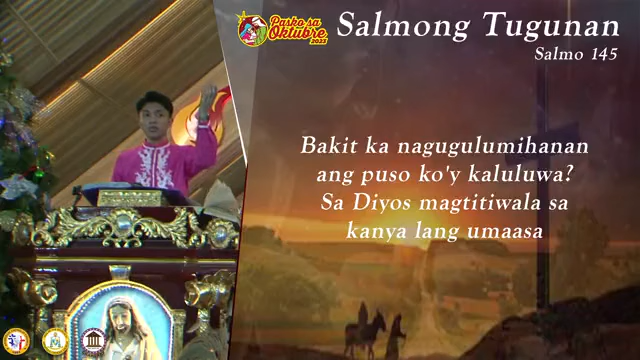 Pasko sa
Oktubre
2023
Salmong Tugunan
Salmo 145
Bakit ka nagugulumihanan
ang puso ko'y kaluluwa?
Sa Diyos magtitiwala sa
kanya lang umaasa